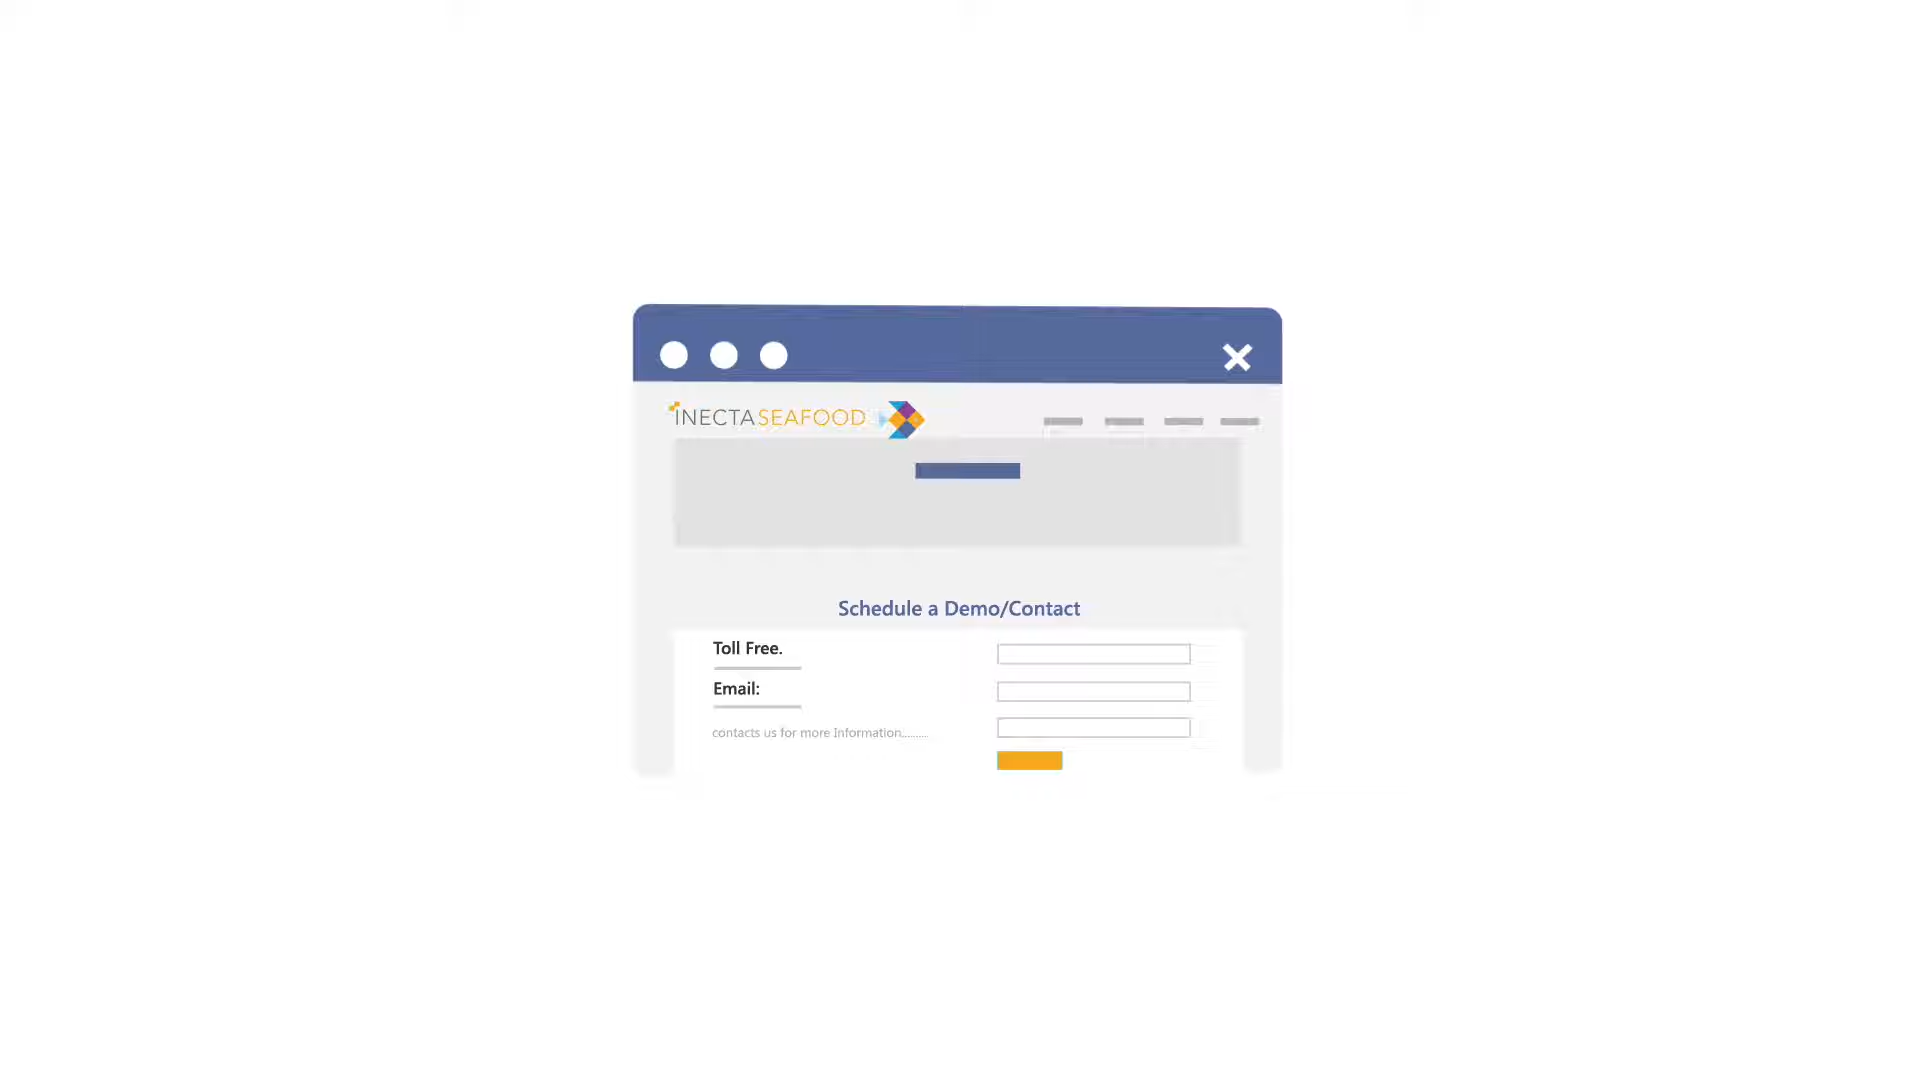 INECTASEAFOOD
Schedule a Demo/Contact
Toll Free.
Email:
contacts us for more Information.........